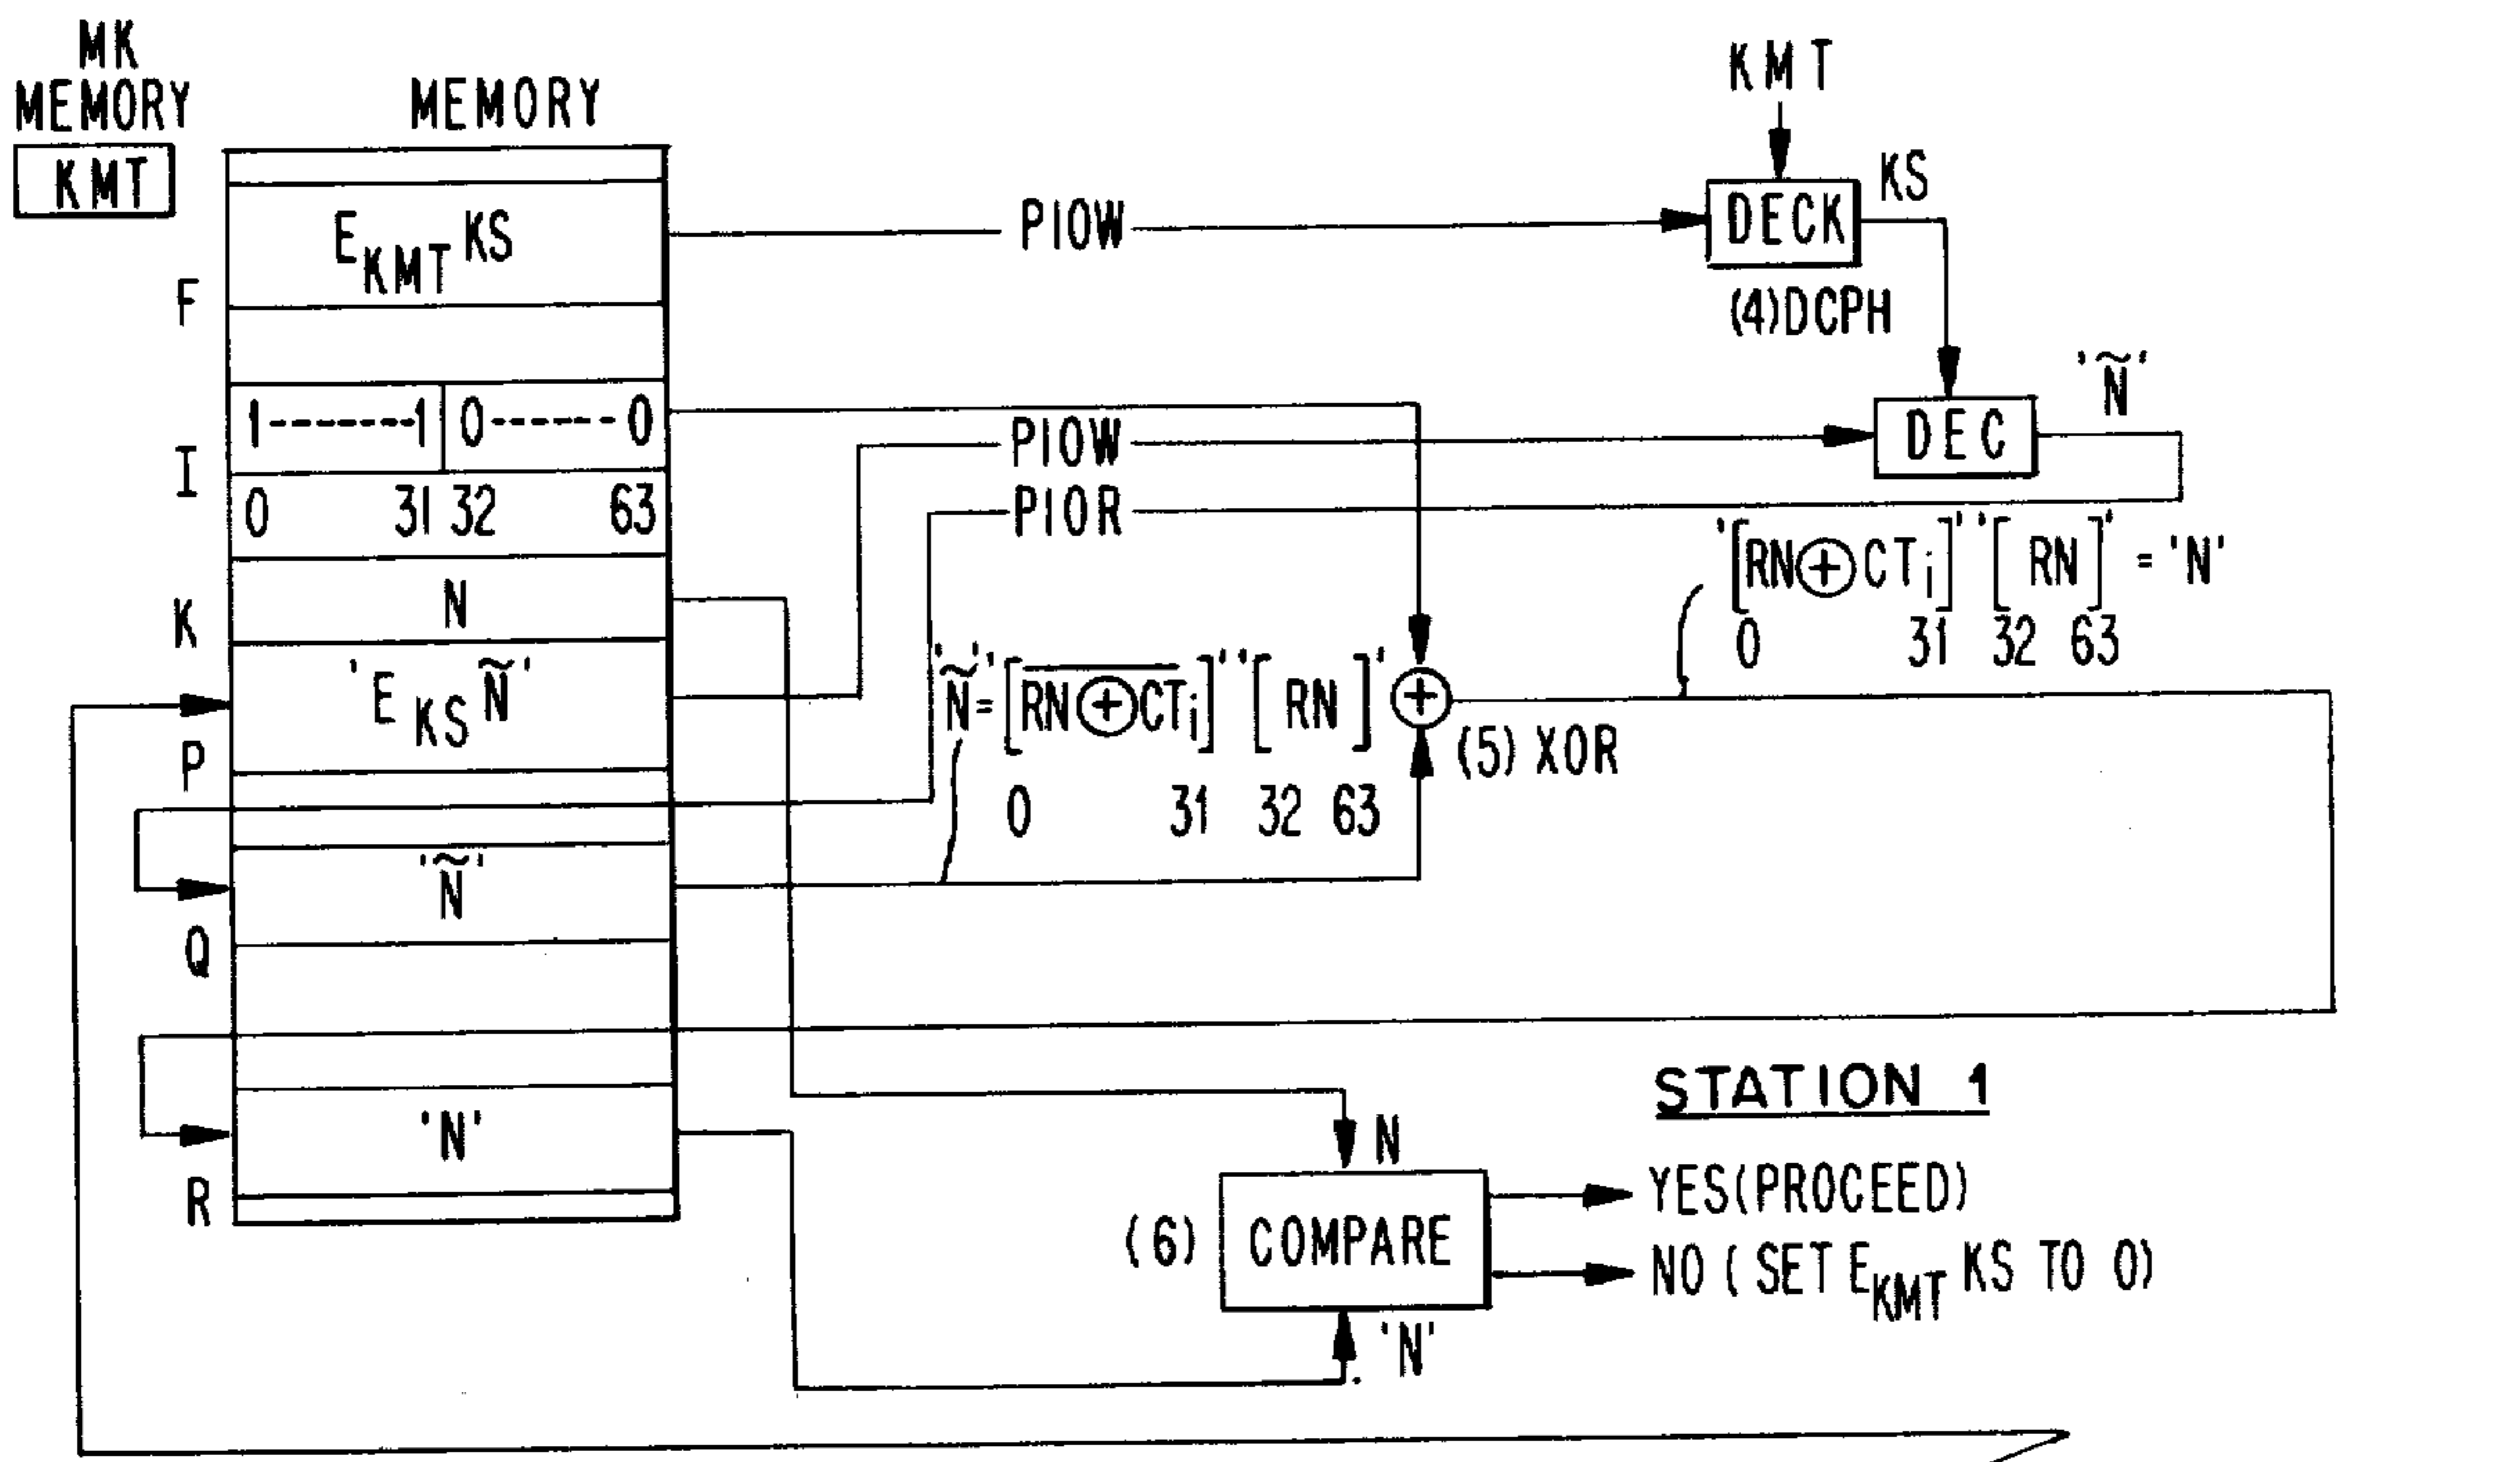 MK
MEMORY
KMT
MEMORY
E KMT KS
F
1-------1 0------0
I
0 31 32 63
N
K
'E KS Ñ'
P
'Ñ'
Q
'N'
R
PIOW
KMT
DECK
KS
(4)DCPH
PIOW
DEC
'Ñ'
PIOR
'[RN⊕CTi]' '[RN]' = 'N'
0 31 32 63
'Ñ'='[R̅N̅⊕C̅T̅i]' '[RN]'
0 31 32 63
+
(5) XOR
STATION 1
N
(6)
COMPARE
YES(PROCEED)
NO ( SET E KMT KS TO 0)
'N'